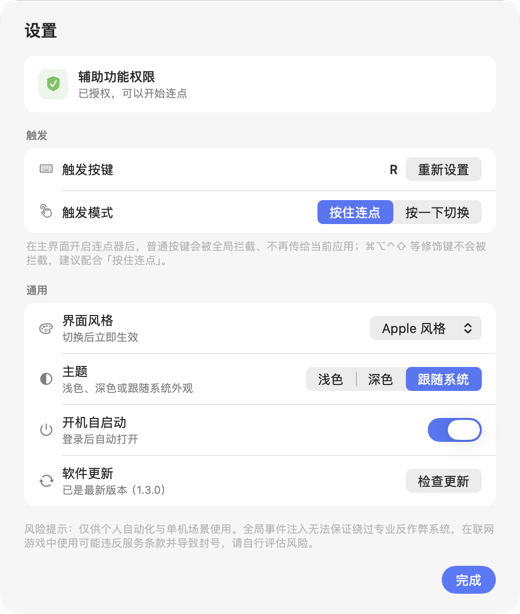 设置
辅助功能权限
已授权，可以开始连点
触发
触发按键
R
重新设置
触发模式
按住连点
按一下切换
在主界面开启连点器后，普通按键会被全局拦截、不再传给当前应用；⌘⌥⌃⇧ 等修饰键不会被
拦截，建议配合「按住连点」。
通用
界面风格
切换后立即生效
Apple 风格
主题
浅色、深色或跟随系统外观
浅色
深色
跟随系统
开机自启动
登录后自动打开
软件更新
已是最新版本（1.3.0）
检查更新
风险提示：仅供个人自动化与单机场景使用。全局事件注入无法保证绕过专业反作弊系统，在联网
游戏中使用可能违反服务条款并导致封号，请自行评估风险。
完成